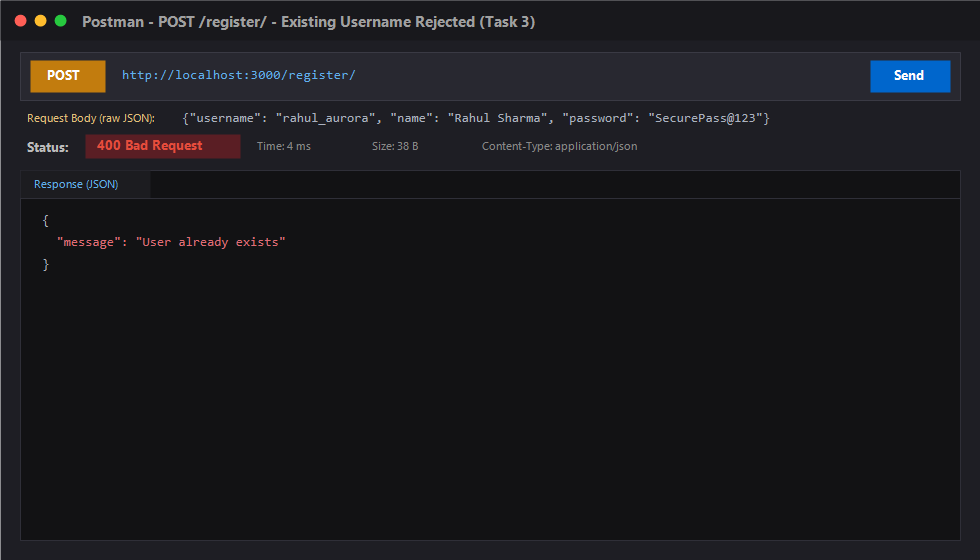 Postman - POST /register/ - Existing Username Rejected (Task 3)
POST http://localhost:3000/register/ Send
Request Body (raw JSON): {"username": "rahul_aurora", "name": "Rahul Sharma", "password": "SecurePass@123"}
Status: 400 Bad Request Time: 4 ms Size: 38 B Content-Type: application/json
Response (JSON)
{
"message": "User already exists"
}